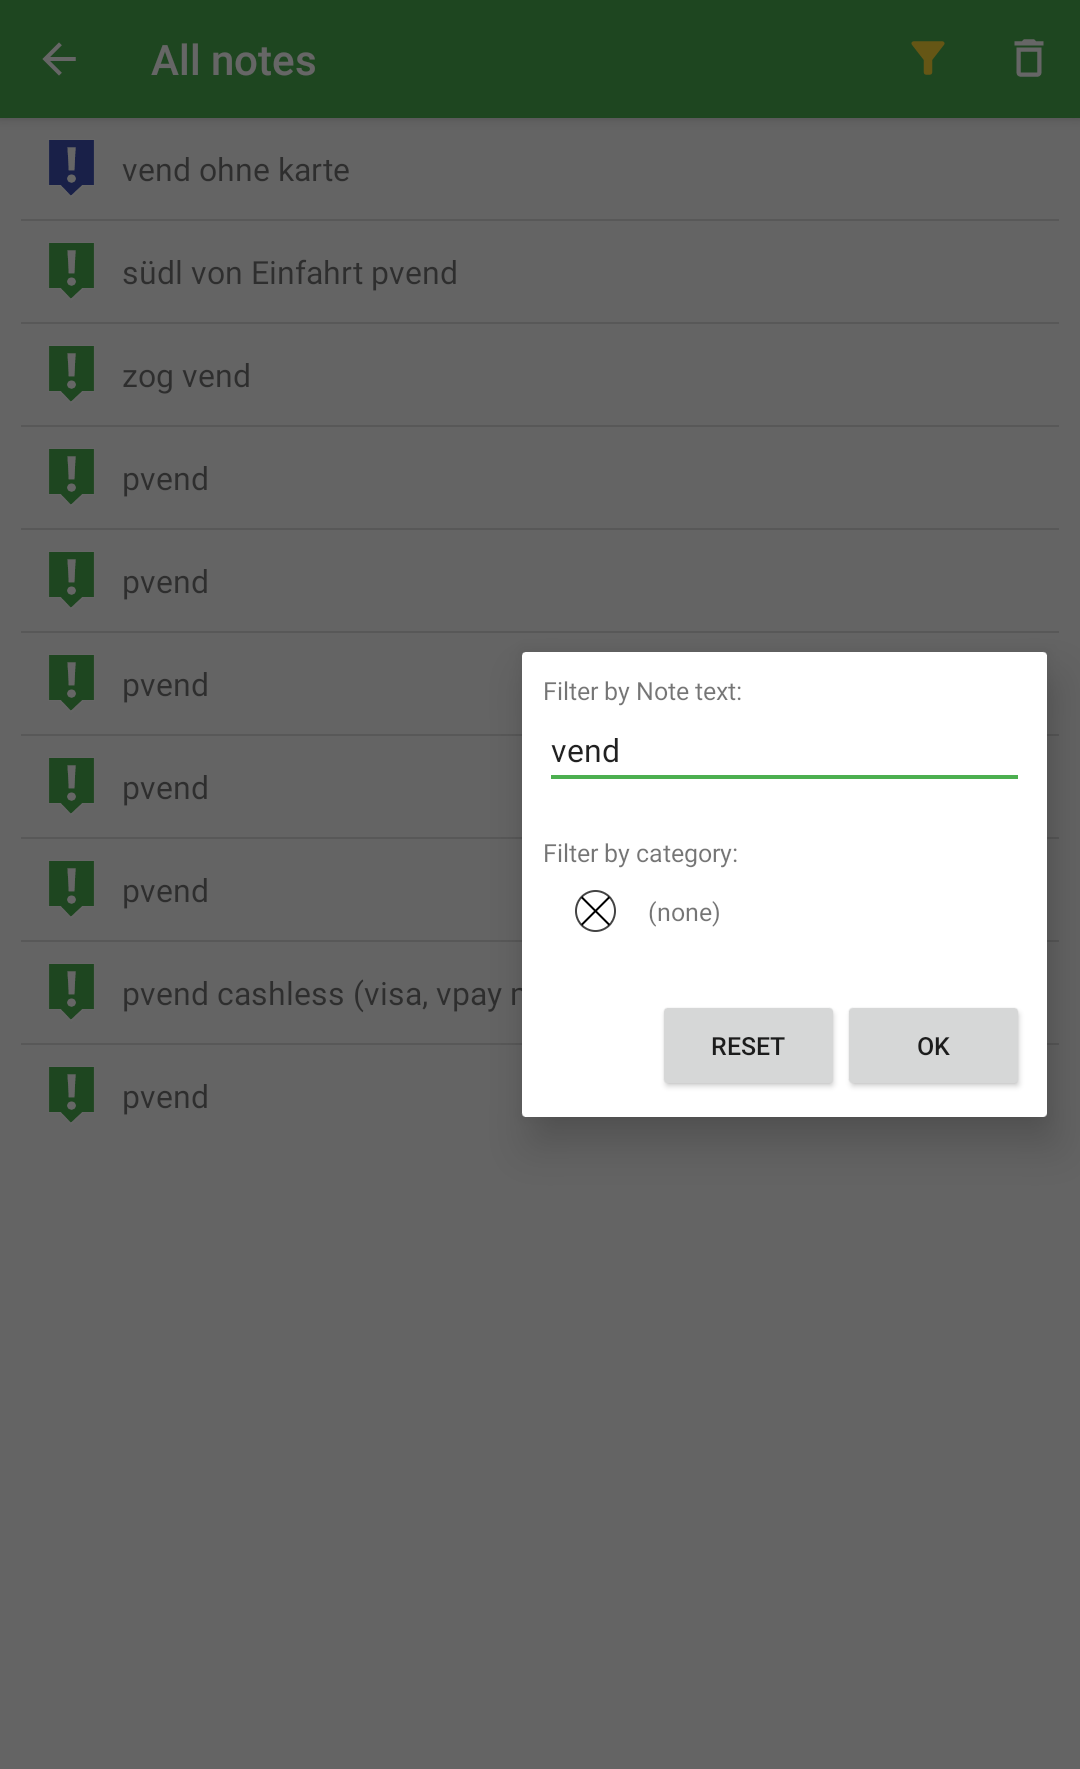 All notes
vend ohne karte
südl von Einfahrt pvend
zog vend
pvend
pvend
pvend
pvend
pvend
pvend cashless (visa, vpay
pvend
Filter by Note text:
vend
Filter by category:
(none)
RESET
OK